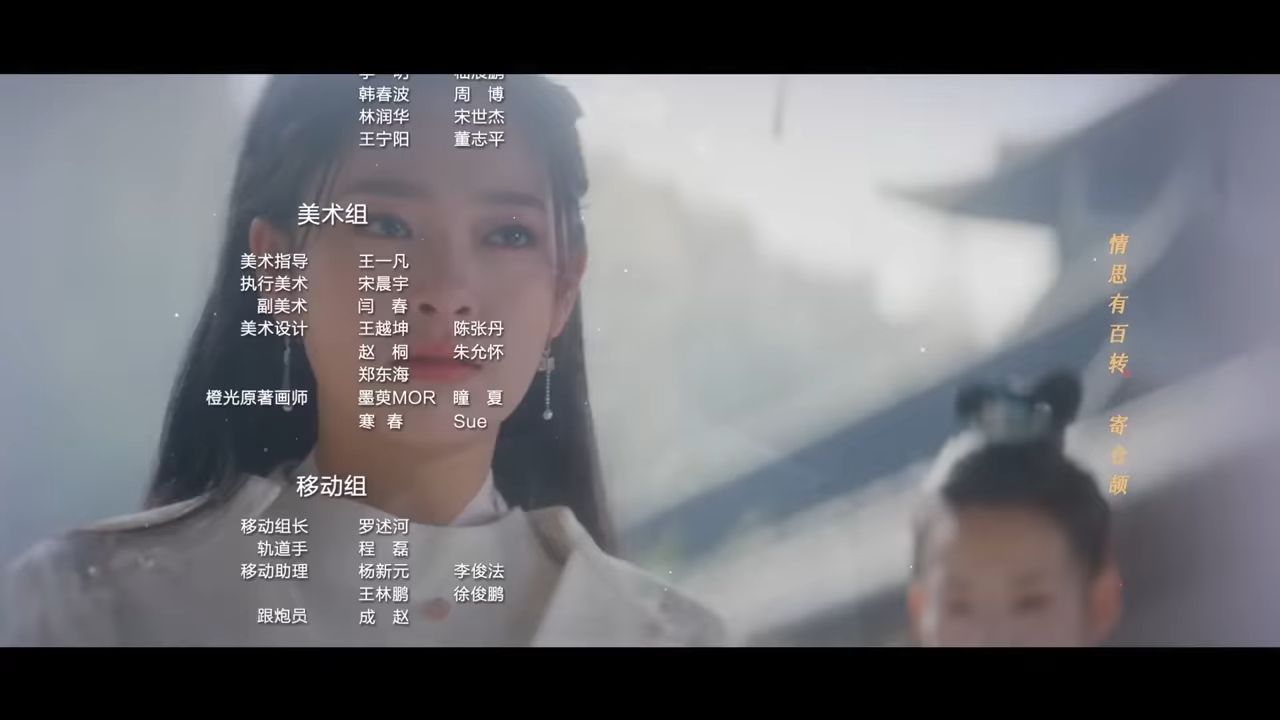 韩春波 周 博
林润华 宋世杰
王宁阳 董志平
美术组
美术指导 王一凡
执行美术 宋晨宇
副美术 闫 春
美术设计 王越坤 陈张丹
赵 桐 朱允怀
郑东海
橙光原著画师 墨萸MOR 瞳 夏
寒 春 Sue
移动组
移动组长 罗述河
轨道手 程 磊
移动助理 杨新元 李俊法
王林鹏 徐俊鹏
跟炮员 成 赵
情思有百转 寄